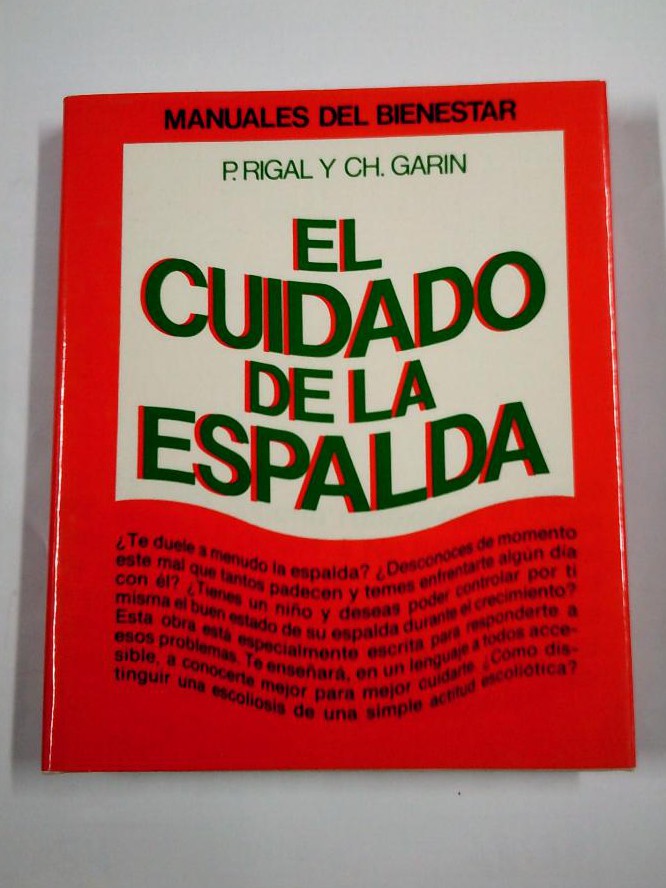 MANUALES DEL BIENESTAR
P. RIGAL Y CH. GARIN
EL
CUIDADO
DE LA
ESPALDA
¿Te duele a menudo la espalda? ¿Desconoces de momento
este mal que tantos padecen y temes enfrentarte algun día
con él? ¿Tienes un niño y deseas poder controlar por ti
misma el buen estado de su espalda durante el crecimiento?
Esta obra está especialmente escrita para responderte a
esos problemas. Te enseñará, en un lenguaje a todos acce-
sible, a conocerte mejor para mejor cuidarte ¿Como dis-
tinguir una escoliosis de una simple actitud escoliótica?